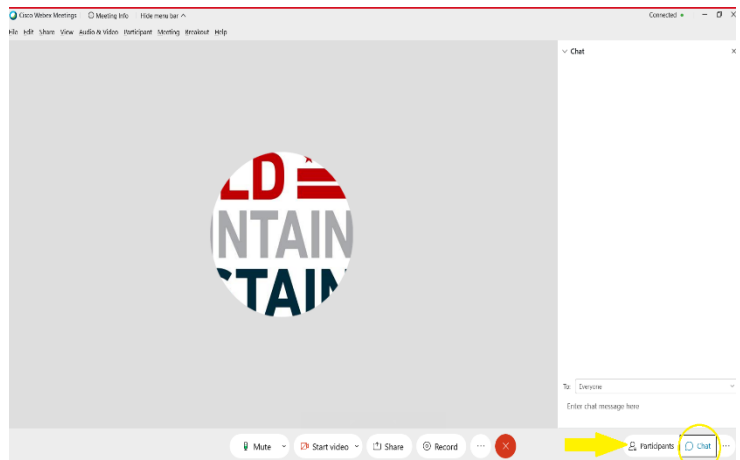 Cisco Webex Meetings Meeting Info Hide menu bar Connected
File Edit Share View Audio & Video Participant Meeting Breakout Help
Chat
LD
NTAIN
STAIN
To: Everyone
Enter chat message here
Mute Start video Share Record Participants Chat